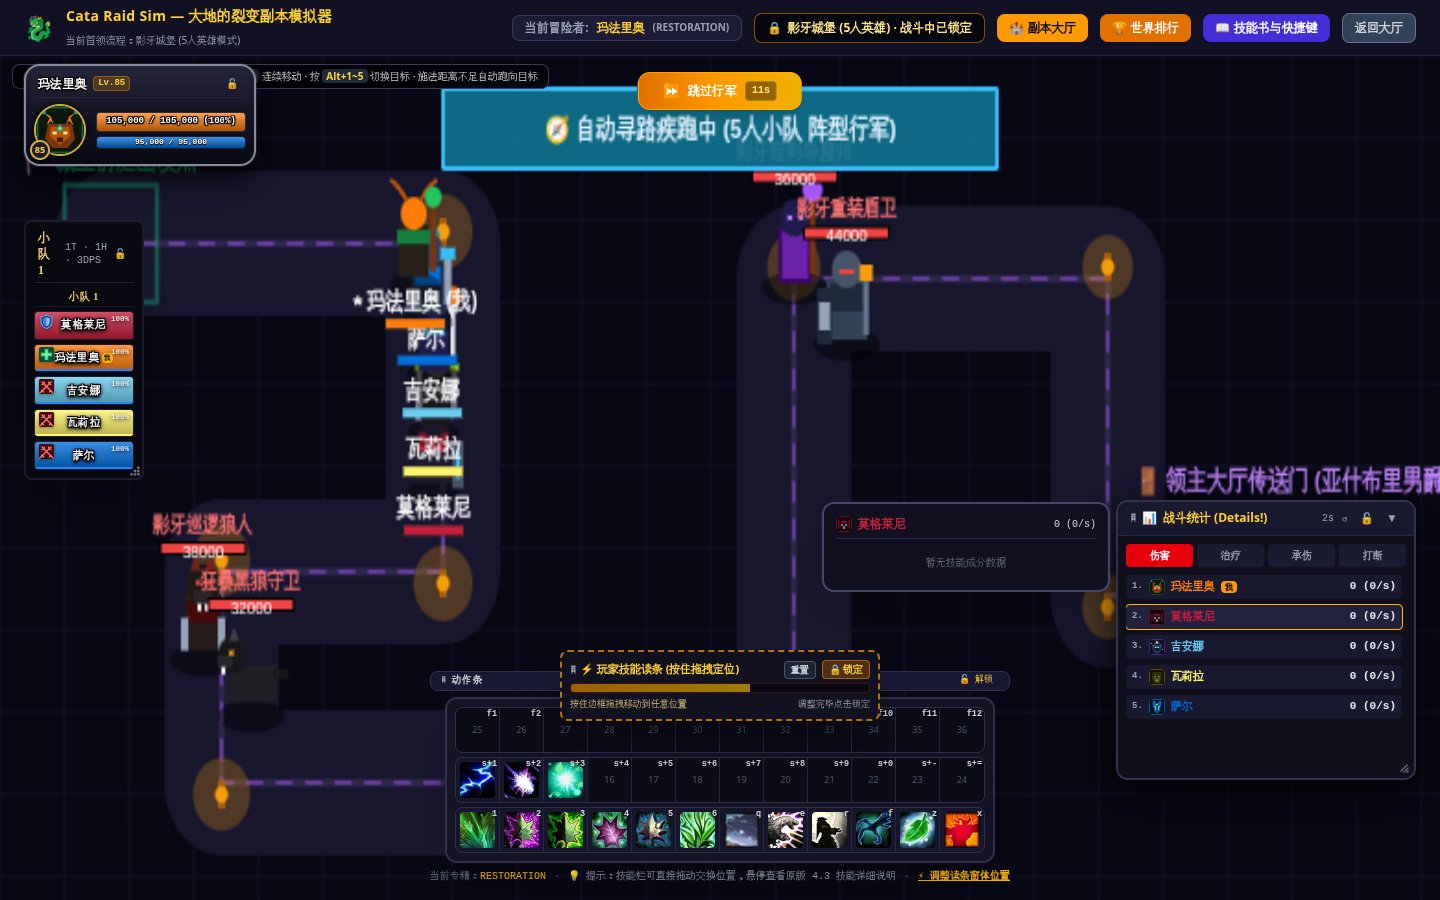 Cata Raid Sim — 大地的裂变副本模拟器
当前首领流程：影牙城堡 (5人英雄模式)
当前冒险者: 玛法里奥 (RESTORATION)
🔒 影牙城堡 (5人英雄) · 战斗中已锁定
🏰 副本大厅
🏆 世界排行
📖 技能书与快捷键
返回大厅
连续移动 · 按 Alt+1~5 切换目标 · 施法距离不足自动跑向目标
玛法里奥 Lv.85
105,000 / 105,000 (100%)
95,000 / 95,000
85
⏩ 跳过行军 11s
🧭 自动寻路疾跑中 (5人小队 阵型行军)
36000
影牙重装盾卫
44000
小队 1
1T · 1H · 3DPS
小队 1
莫格莱尼 100%
玛法里奥 我 100%
吉安娜 100%
瓦莉拉 100%
萨尔 100%
★ 玛法里奥 (我)
萨尔
吉安娜
瓦莉拉
莫格莱尼
影牙巡逻狼人
38000
狂暴黑狼守卫
32000
领主大厅传送门 (亚什布里男爵
莫格莱尼 0 (0/s)
暂无技能成分数据
📊 战斗统计 (Details!) 2s
伤害 治疗 承伤 打断
1. 玛法里奥 我 0 (0/s)
2. 莫格莱尼 0 (0/s)
3. 吉安娜 0 (0/s)
4. 瓦莉拉 0 (0/s)
5. 萨尔 0 (0/s)
动作条
🔓 解锁
⚡ 玩家技能读条 (按住拖拽定位) 重置 🔒 锁定
按住边框拖拽移动到任意位置 调整完毕点击锁定
f1 f2 f10 f11 f12
25 26 27 28 29 30 31 32 33 34 35 36
s+1 s+2 s+3 s+4 s+5 s+6 s+7 s+8 s+9 s+0 s+- s+=
16 17 18 19 20 21 22 23 24
1 2 3 4 5 6 q e r f z x
当前专精：RESTORATION · 💡 提示：技能栏可直接拖动交换位置，悬停查看原版 4.3 技能详细说明 · ⚡ 调整读条窗体位置